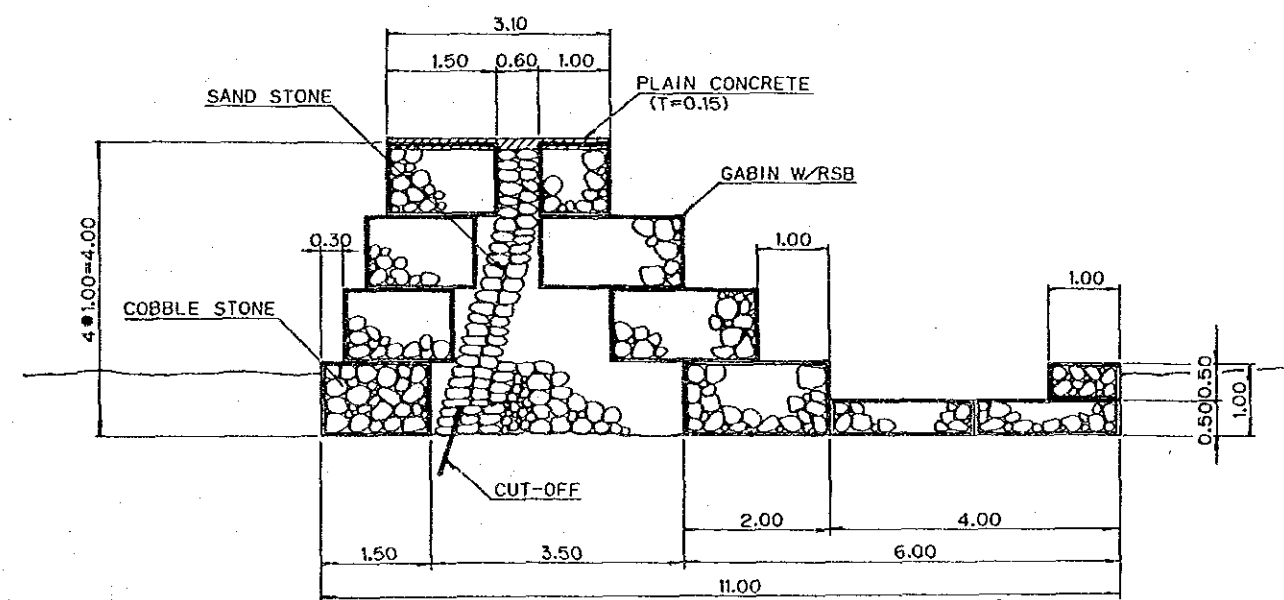 3.10
1.50 0.60 1.00
SAND STONE
PLAIN CONCRETE
(T=0.15)
GABIN W/RSB
0.30
1.00
1.00
4@1.00=4.00
COBBLE STONE
0.50 0.50
1.00
CUT-OFF
2.00 4.00
1.50 3.50 6.00
11.00